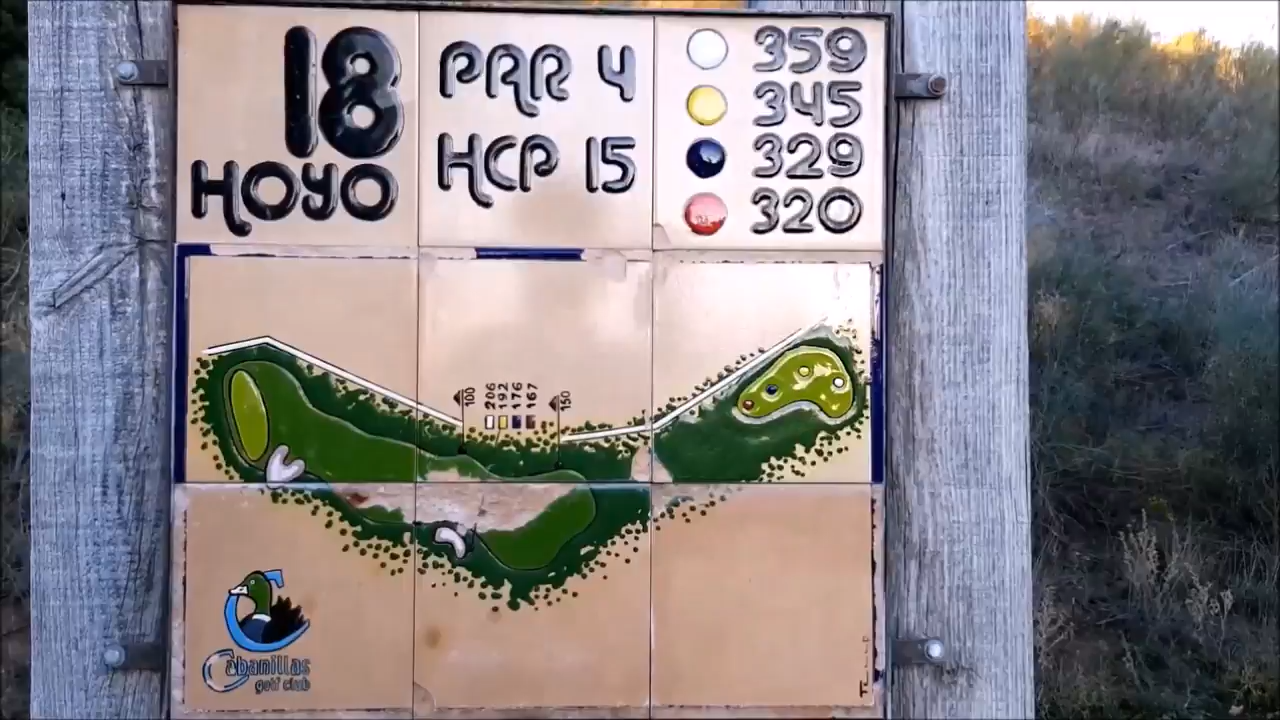 18
HOYO
PAR 4
HCP 15
359
345
329
320
100
206
192
176
167
150
Cabanillas
golf club